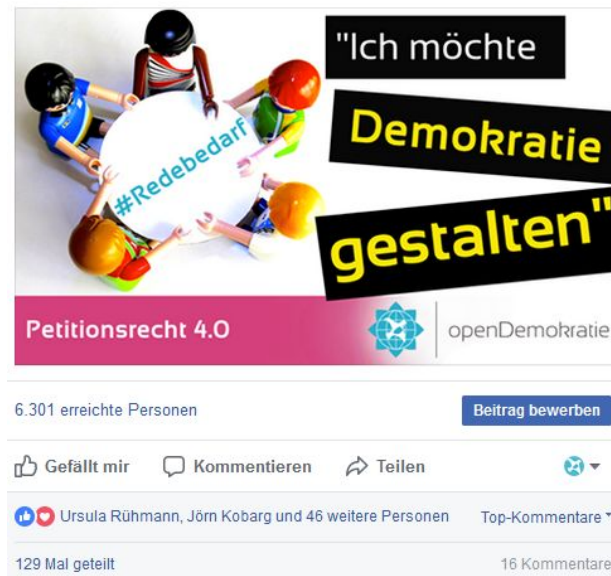 "Ich möchte
Demokratie
gestalten"
#Redebedarf
Petitionsrecht 4.0
openDemokratie
6.301 erreichte Personen
Beitrag bewerben
Gefällt mir Kommentieren Teilen
Ursula Rühmann, Jörn Kobarg und 46 weitere Personen
Top-Kommentare
129 Mal geteilt
16 Kommentare